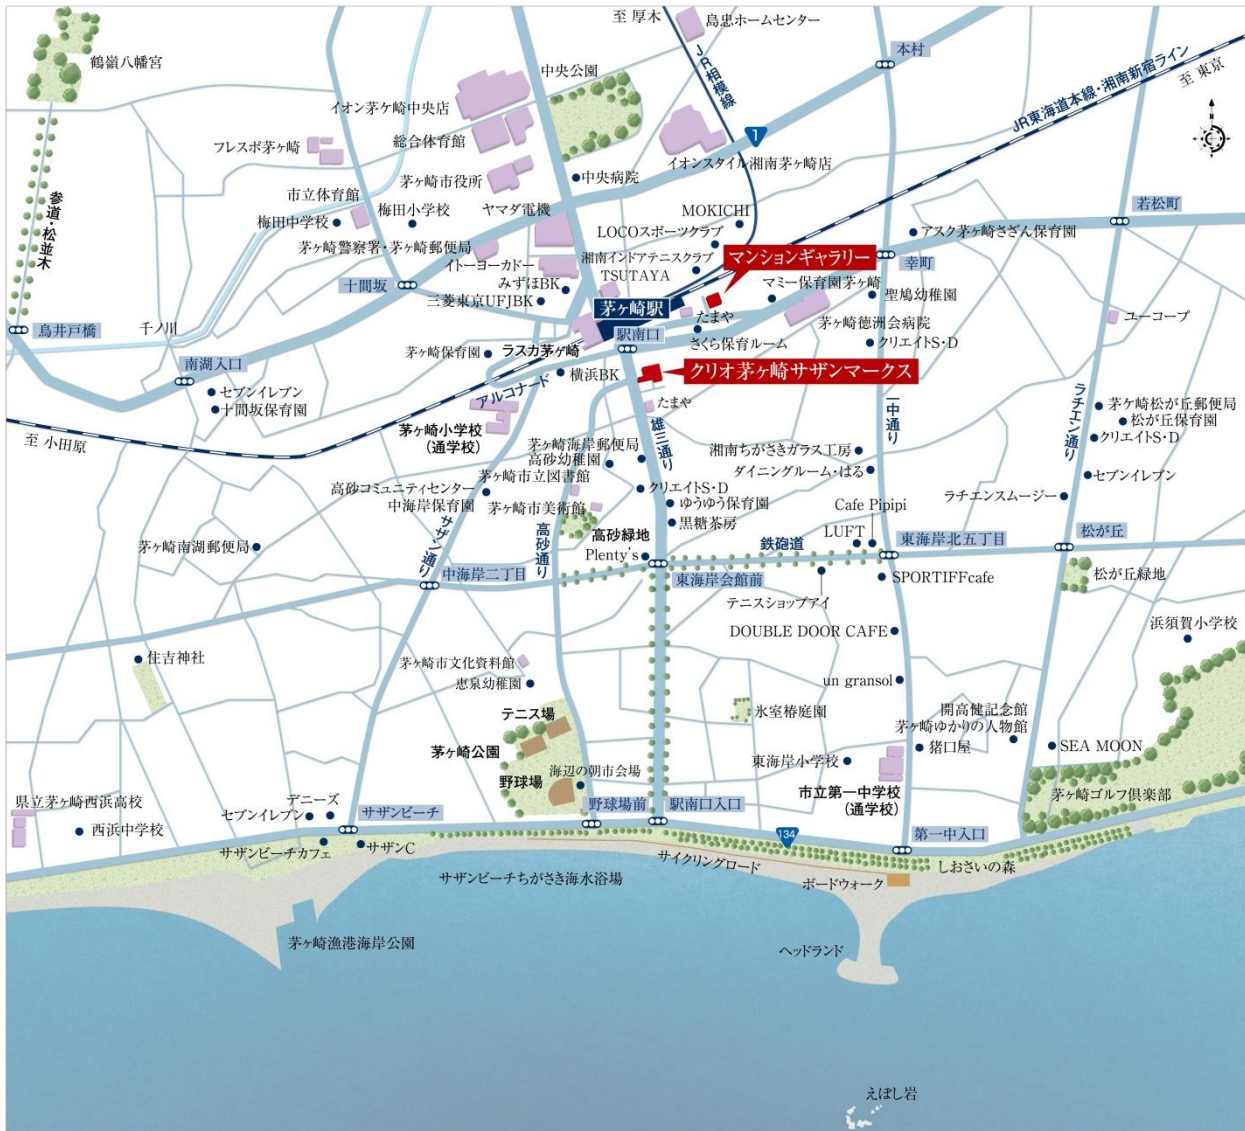 至 厚木
島忠ホームセンター
鶴嶺八幡宮
中央公園
JR相模線
本村
JR東海道本線・湘南新宿ライン
至 東京
N
イオン茅ケ崎中央店
総合体育館
フレスポ茅ヶ崎
1
イオンスタイル湘南茅ケ崎店
茅ヶ崎市役所
中央病院
市立体育館
参道・松並木
梅田中学校
梅田小学校
ヤマダ電機
MOKICHI
若松町
LOCOスポーツクラブ
アスク茅ヶ崎さざん保育園
茅ヶ崎警察署・茅ヶ崎郵便局
湘南インドアテニスクラブ
マンションギャラリー
幸町
イトーヨーカドー
みずほBK
TSUTAYA
十間坂
三菱東京UFJBK
マミー保育園茅ヶ崎
聖鳩幼稚園
茅ヶ崎駅
たまや
鳥井戸橋
千ノ川
茅ヶ崎徳洲会病院
ユーコープ
駅南口
さくら保育ルーム
クリエイトS・D
茅ヶ崎保育園
ラスカ茅ヶ崎
南湖入口
横浜BK
クリオ茅ヶ崎サザンマークス
セブンイレブン
アルコナード
十間坂保育園
たまや
一中通り
ラチエン通り
茅ケ崎松が丘郵便局
松が丘保育園
クリエイトS・D
至 小田原
茅ヶ崎小学校
(通学校)
雄三通り
茅ヶ崎海岸郵便局
高砂幼稚園
湘南ちがさきガラス工房
ダイニングルーム・はる
茅ヶ崎市立図書館
セブンイレブン
高砂コミュニティセンター
中海岸保育園
クリエイトS・D
ゆうゆう保育園
ラチエンスムージー
茅ヶ崎市美術館
Cafe Pipipi
黒糖茶房
サザン通り
高砂通り
高砂緑地
LUFT
鉄砲道
東海岸北五丁目
松が丘
茅ヶ崎南湖郵便局
Plenty's
中海岸二丁目
東海岸会館前
SPORTIFFcafe
松が丘緑地
テニスショップアイ
浜須賀小学校
DOUBLE DOOR CAFE
住吉神社
茅ヶ崎市文化資料館
恵泉幼稚園
un gransol
テニス場
氷室椿庭園
開高健記念館
茅ヶ崎ゆかりの人物館
茅ヶ崎公園
猪口屋
SEA MOON
東海岸小学校
野球場
海辺の朝市会場
市立第一中学校
(通学校)
茅ヶ崎ゴルフ倶楽部
県立茅ヶ崎西浜高校
デニーズ
セブンイレブン
サザンビーチ
野球場前
駅南口入口
西浜中学校
134
第一中入口
サザンビーチカフェ
サザンC
サイクリングロード
しおさいの森
サザンビーチちがさき海水浴場
ボードウォーク
茅ヶ崎漁港海岸公園
ヘッドランド
えぼし岩